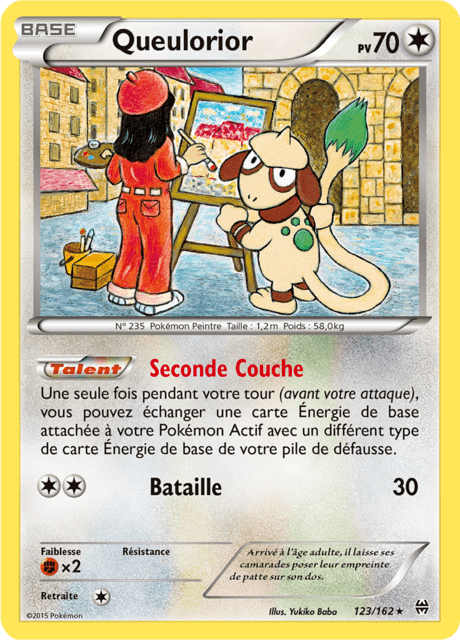 BASE
Queulorior
PV70
N° 235 Pokémon Peintre Taille : 1,2m Poids : 58,0kg
Talent Seconde Couche
Une seule fois pendant votre tour (avant votre attaque),
vous pouvez échanger une carte Énergie de base
attachée à votre Pokémon Actif avec un différent type
de carte Énergie de base de votre pile de défausse.
Bataille 30
Faiblesse Résistance
×2
Retraite
Arrivé à l'âge adulte, il laisse ses
camarades poser leur empreinte
de patte sur son dos.
©2015 Pokémon
Illus. Yukiko Baba 123/162 ★